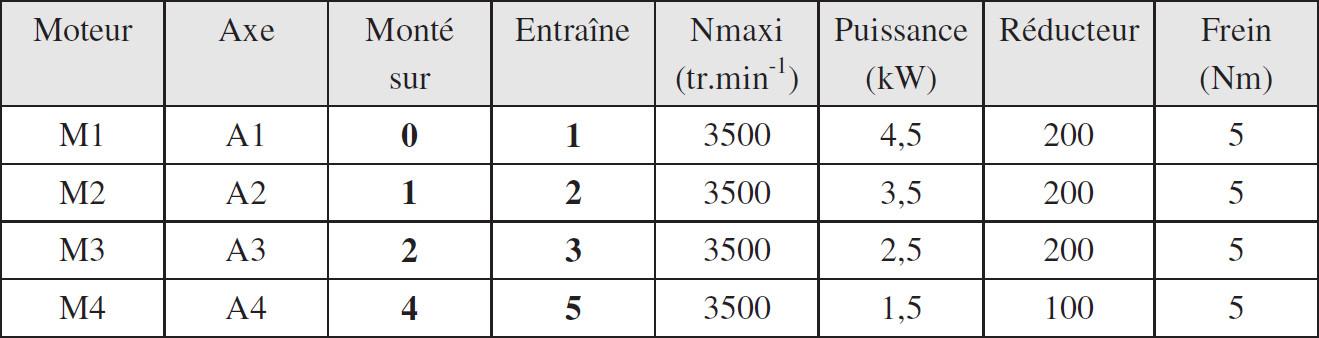 Moteur Axe Monté sur Entraîne Nmaxi (tr.min-1) Puissance (kW) Réducteur Frein (Nm)
M1 A1 0 1 3500 4,5 200 5
M2 A2 1 2 3500 3,5 200 5
M3 A3 2 3 3500 2,5 200 5
M4 A4 4 5 3500 1,5 100 5